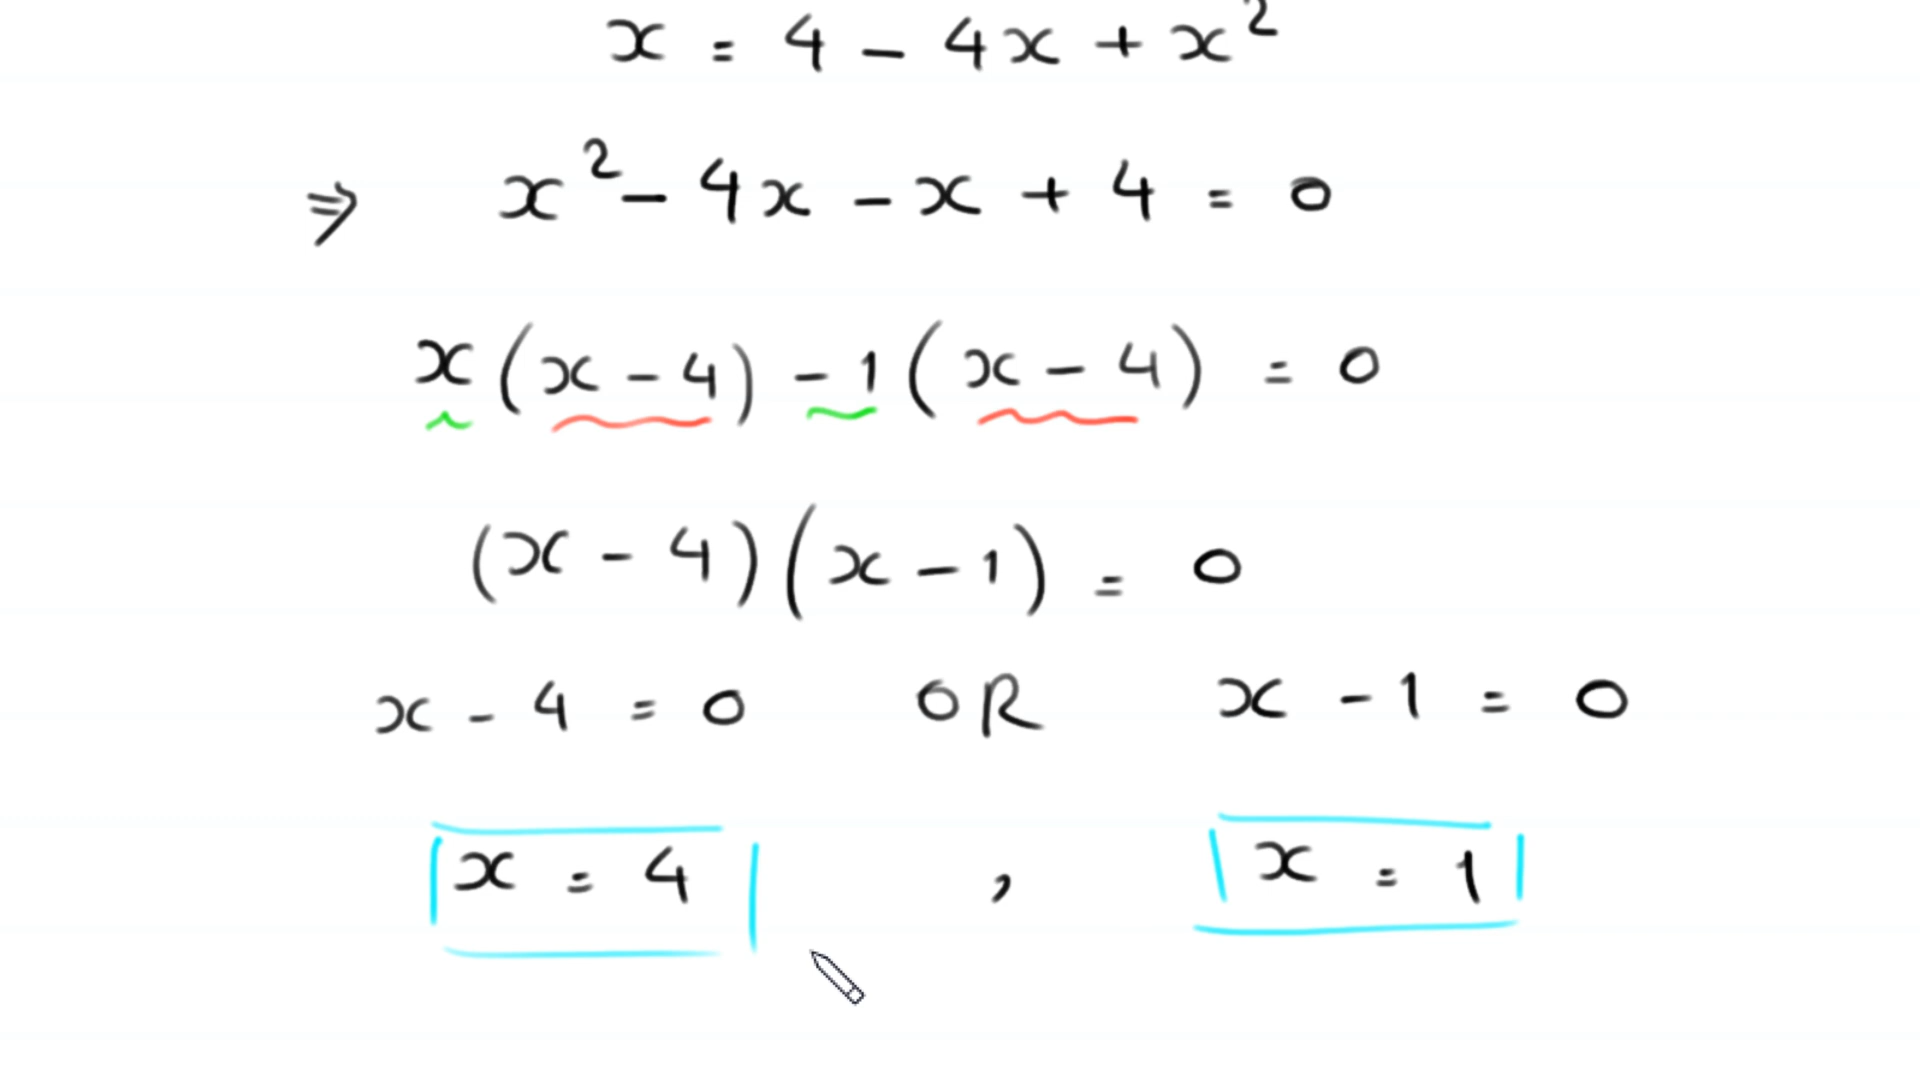 x = 4 - 4x + x²
⇒ x² - 4x - x + 4 = 0
x(x - 4) - 1(x - 4) = 0
(x - 4)(x - 1) = 0
x - 4 = 0 OR x - 1 = 0
x = 4 , x = 1